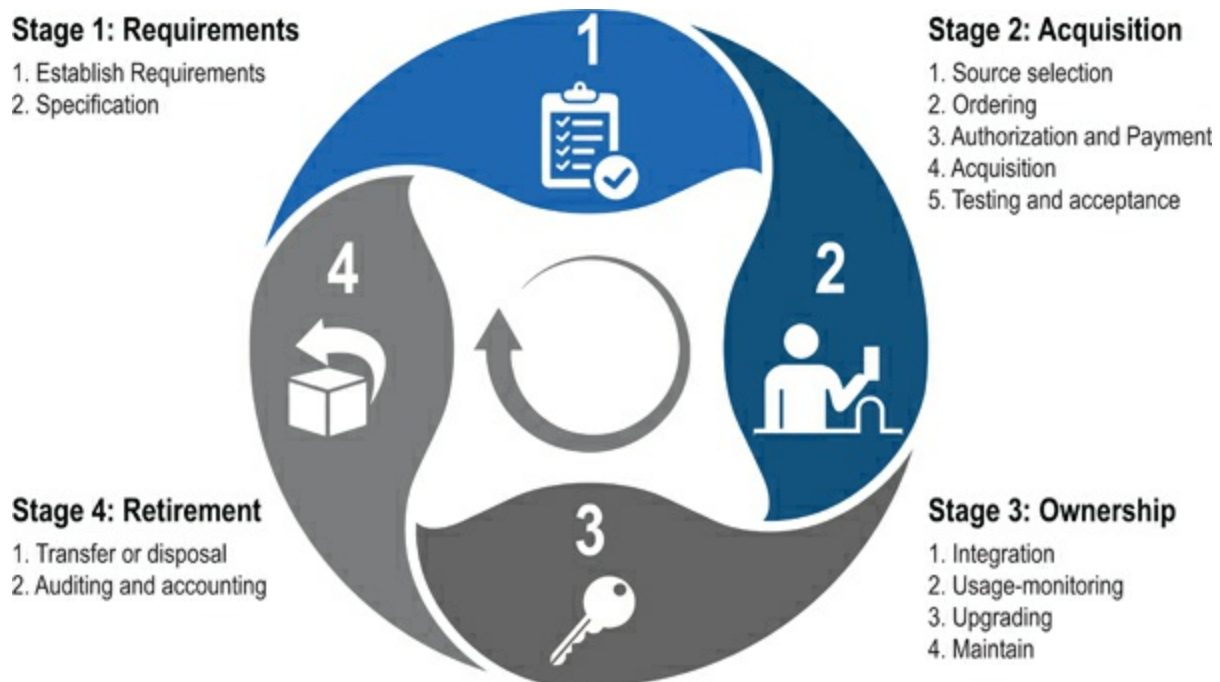 Stage 1: Requirements
1. Establish Requirements
2. Specification
1
Stage 2: Acquisition
1. Source selection
2. Ordering
3. Authorization and Payment
4. Acquisition
5. Testing and acceptance
2
Stage 3: Ownership
1. Integration
2. Usage-monitoring
3. Upgrading
4. Maintain
3
Stage 4: Retirement
1. Transfer or disposal
2. Auditing and accounting
4